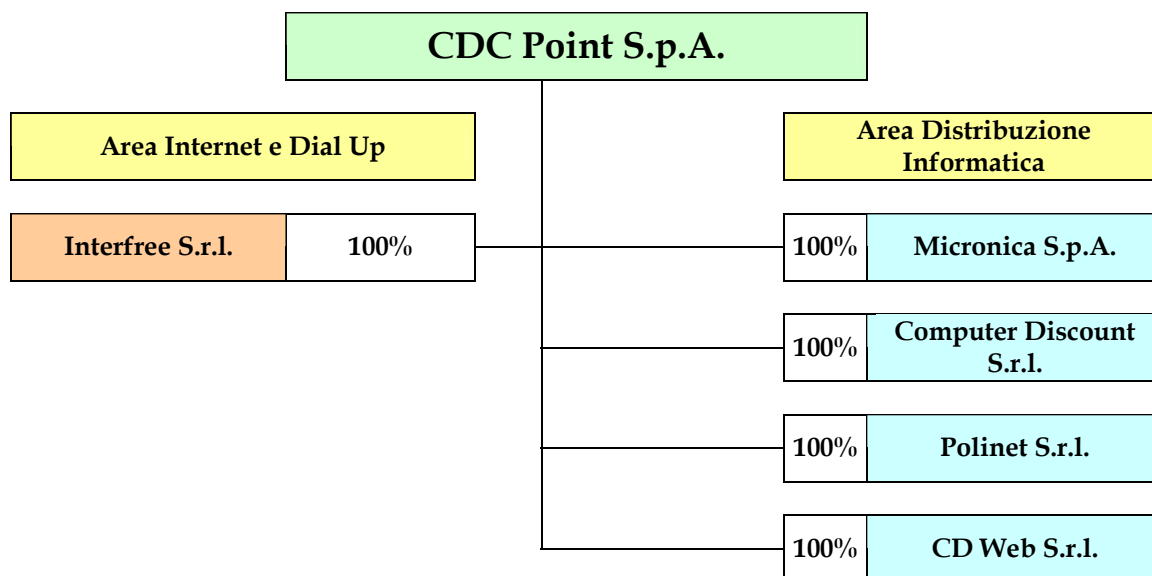 CDC Point S.p.A.
Area Internet e Dial Up
Area Distribuzione
Informatica
Interfree S.r.l. 100%
100% Micronica S.p.A.
100% Computer Discount
S.r.l.
100% Polinet S.r.l.
100% CD Web S.r.l.